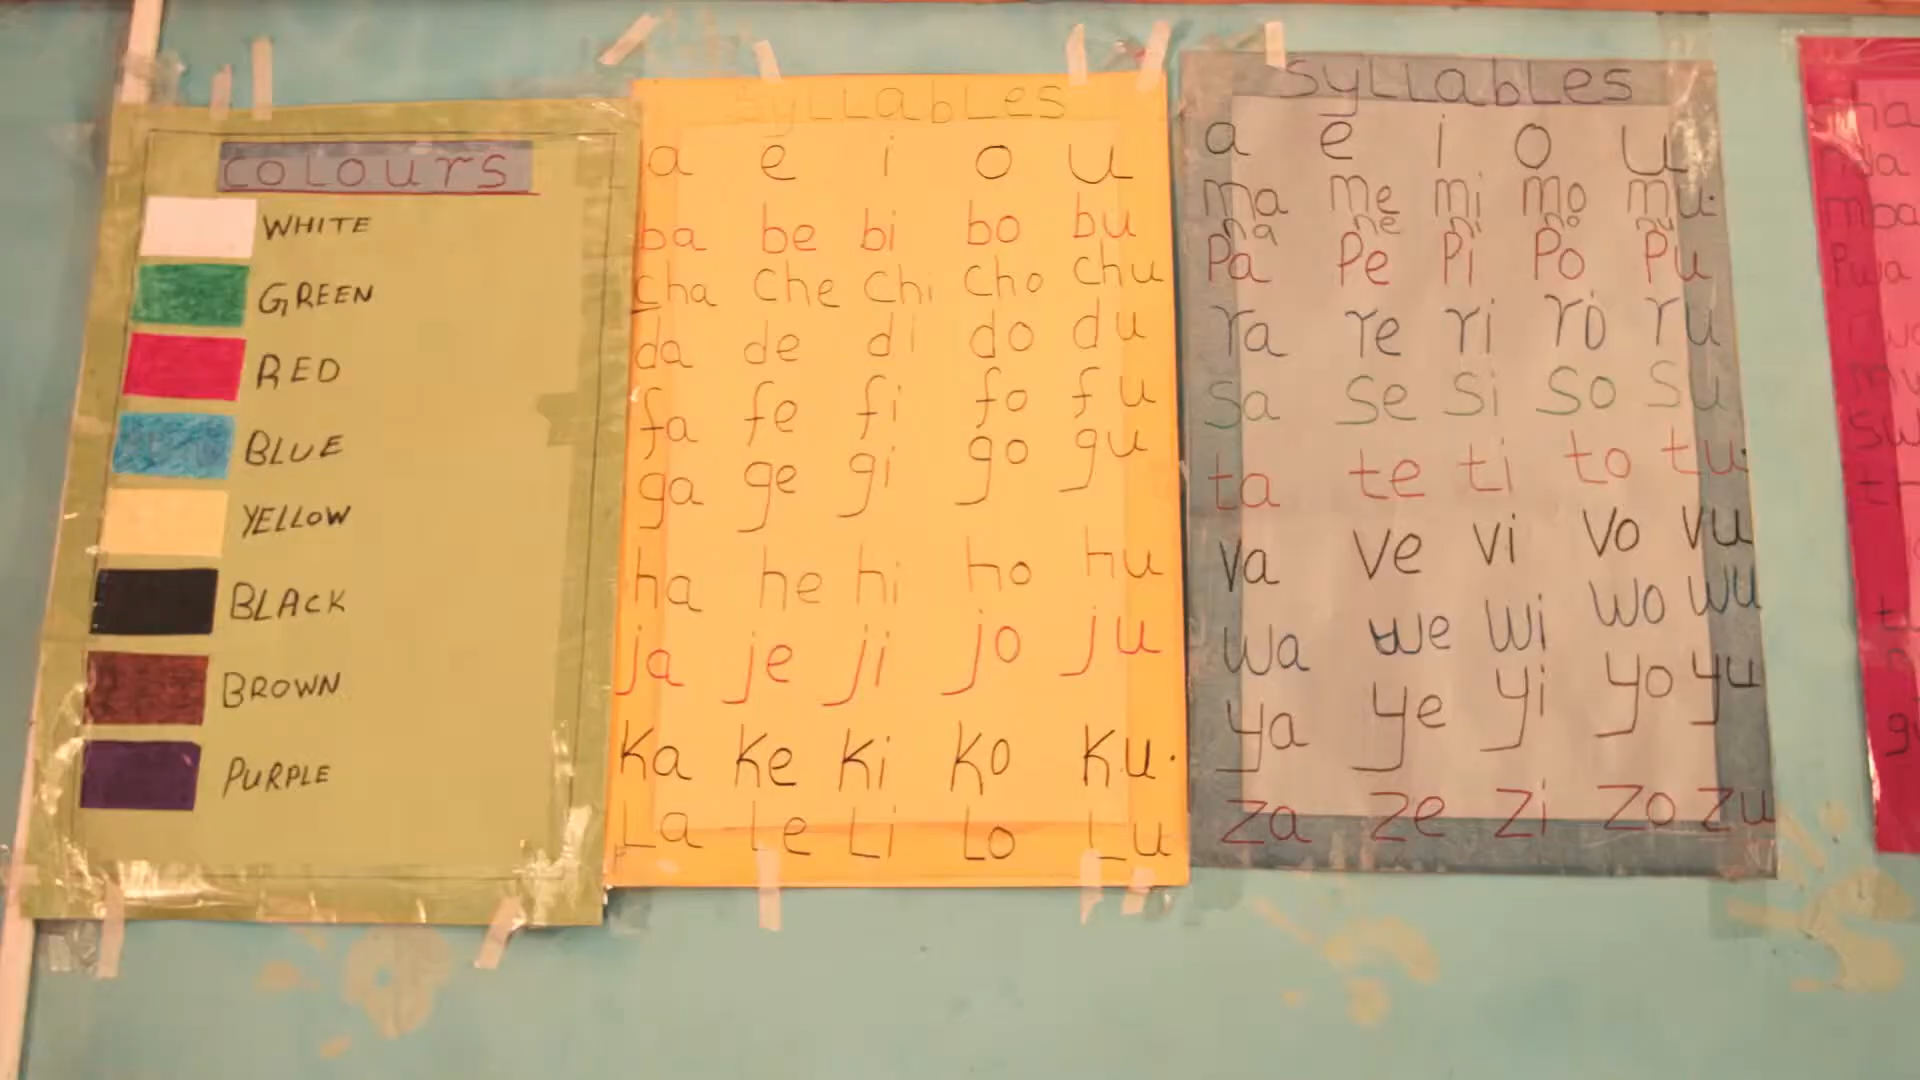 COLOURS
WHITE
GREEN
RED
BLUE
YELLOW
BLACK
BROWN
PURPLE
SYLLABLES
a e i o u
ba be bi bo bu
cha che chi cho chu
da de di do du
fa fe fi fo fu
ga ge gi go gu
ha he hi ho hu
ja je ji jo ju
Ka Ke Ki Ko Ku.
La Le Li Lo Lu
SYLLABLES
a e i o u
ma me mi mo mu.
na ne ni no nu
Pa Pe Pi Po Pu
ra re ri ro ru
sa se si so su
ta te ti to tu.
va ve vi vo vu
wa we wi wo wu
ya ye yi yo yu
za ze zi zo zu
nda
mba
Pwa